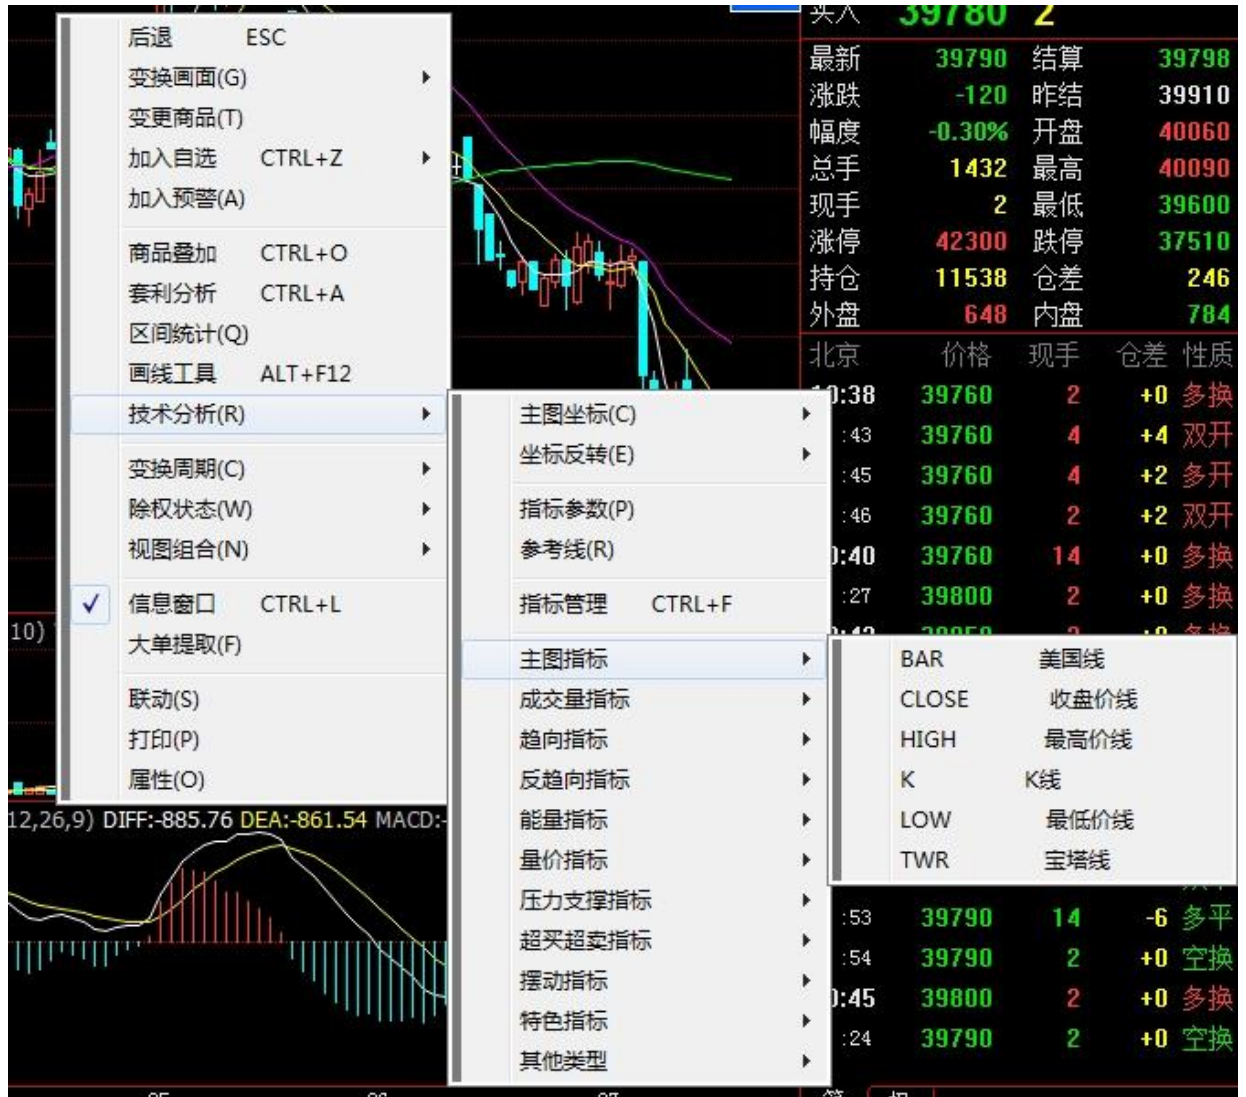 买入 39780 2
后退 ESC
变换画面(G)
变更商品(T)
加入自选 CTRL+Z
加入预警(A)
商品叠加 CTRL+O
套利分析 CTRL+A
区间统计(Q)
画线工具 ALT+F12
技术分析(R)
变换周期(C)
除权状态(W)
视图组合(N)
信息窗口 CTRL+L
大单提取(F)
联动(S)
打印(P)
属性(O)
主图坐标(C)
坐标反转(E)
指标参数(P)
参考线(R)
指标管理 CTRL+F
主图指标
成交量指标
趋向指标
反趋向指标
能量指标
量价指标
压力支撑指标
超买超卖指标
摆动指标
特色指标
其他类型
BAR 美国线
CLOSE 收盘价线
HIGH 最高价线
K K线
LOW 最低价线
TWR 宝塔线
最新 39790 结算 39798
涨跌 -120 昨结 39910
幅度 -0.30% 开盘 40060
总手 1432 最高 40090
现手 2 最低 39600
涨停 42300 跌停 37510
持仓 11538 仓差 246
外盘 648 内盘 784
北京 价格 现手 仓差 性质
:38 39760 2 +0 多换
:43 39760 4 +4 双开
:45 39760 2 +2 多开
:46 39760 2 +2 双开
:40 39760 14 +0 多换
:27 39800 2 +0 多换
:53 39790 14 -6 多平
:54 39790 2 +0 空换
:45 39800 2 +0 多换
:24 39790 2 +0 空换
10)
12,26,9) DIFF:-885.76 DEA:-861.54 MACD:-